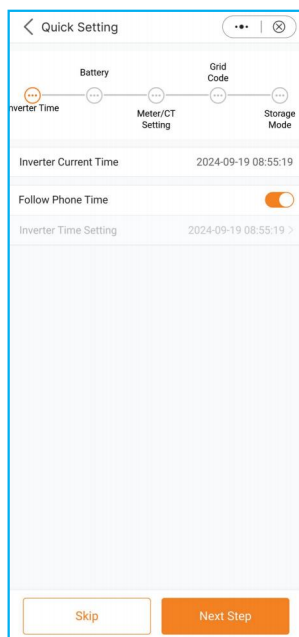 Quick Setting
Battery
Grid
Code
nverter Time
Meter/CT
Setting
Storage
Mode
Inverter Current Time 2024-09-19 08:55:19
Follow Phone Time
Inverter Time Setting 2024-09-19 08:55:19
Skip
Next Step